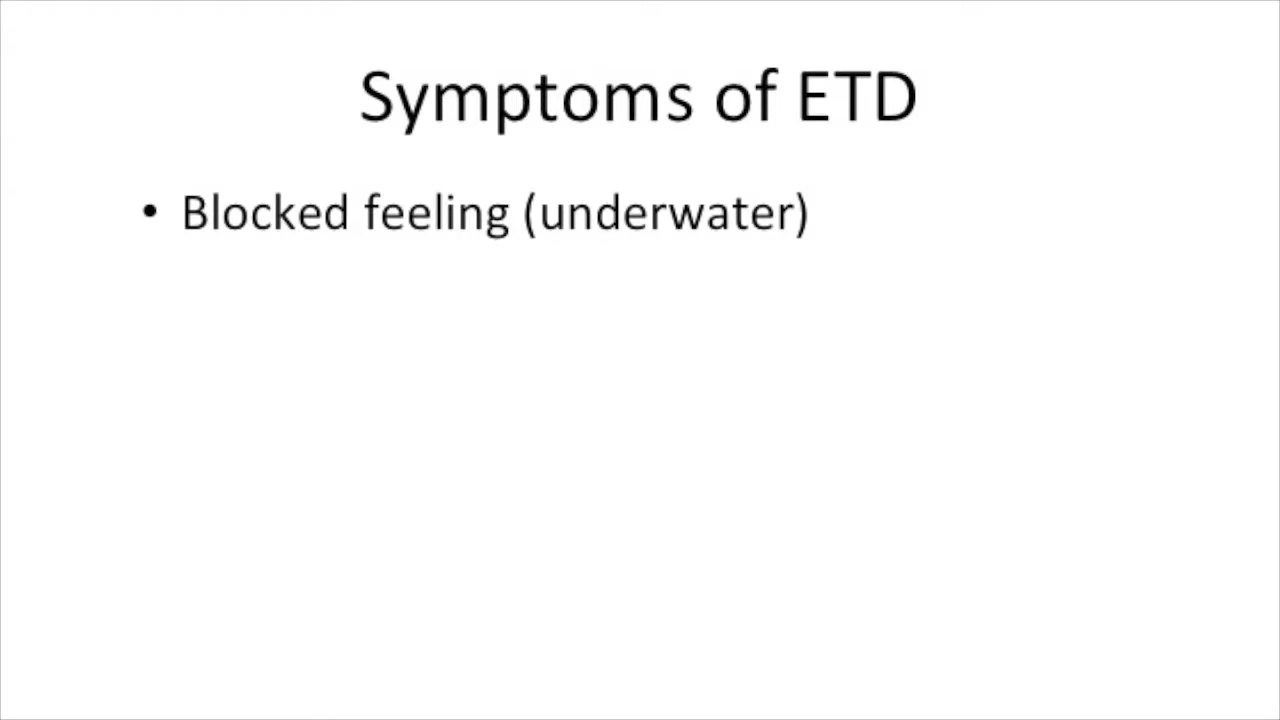 Symptoms of ETD
• Blocked feeling (underwater)